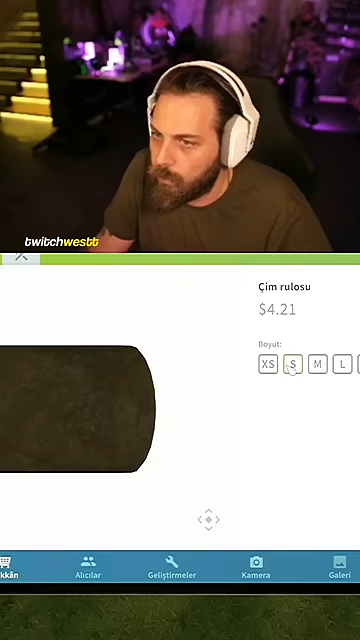 twitchwestt
Çim rulosu
$4.21
Boyut:
XS S M L
kkân Alıcılar Geliştirmeler Kamera Galeri